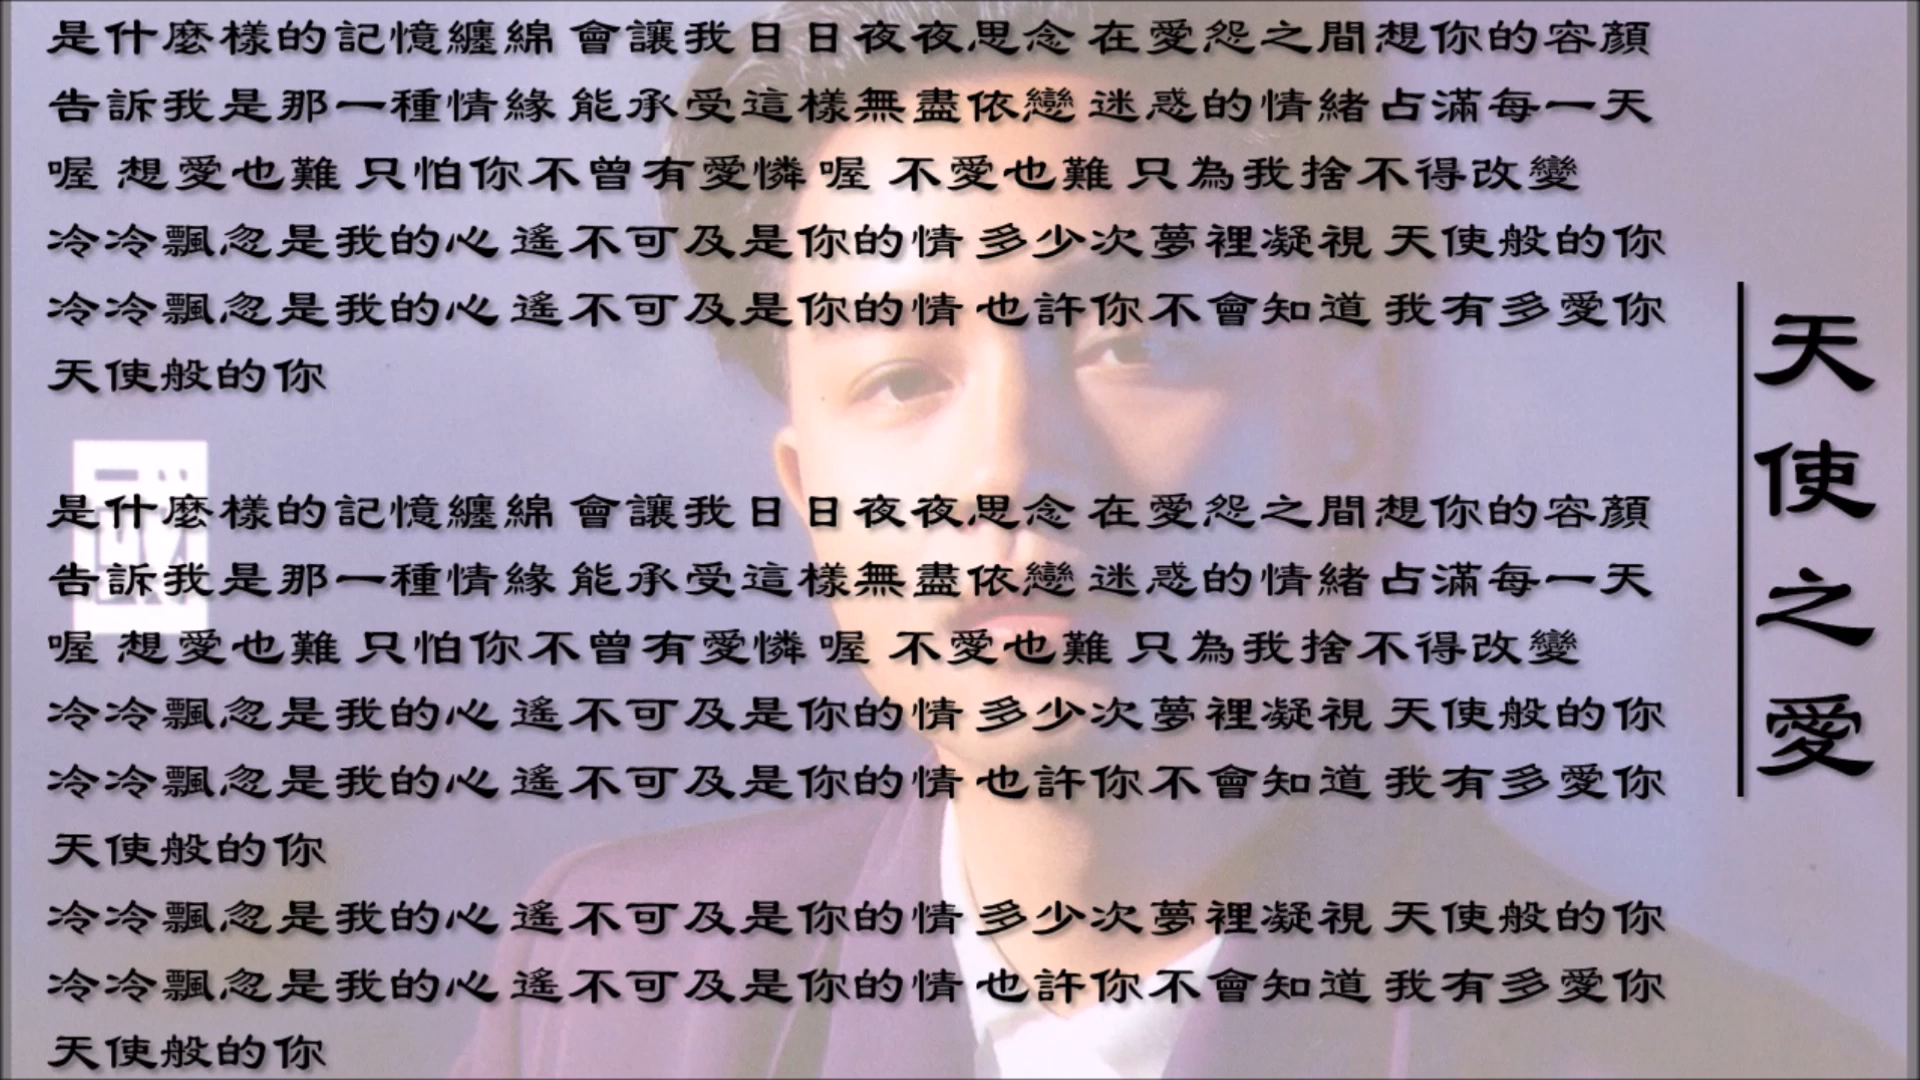 是什麼樣的記憶纏綿 會讓我日日夜夜思念 在愛怨之間想你的容顏
告訴我是那一種情緣 能承受這樣無盡依戀 迷惑的情緒占滿每一天
喔 想愛也難 只怕你不曾有愛憐 喔 不愛也難 只為我捨不得改變
冷冷飄忽是我的心 遙不可及是你的情 多少次夢裡凝視 天使般的你
冷冷飄忽是我的心 遙不可及是你的情 也許你不會知道 我有多愛你
天使般的你
是什麼樣的記憶纏綿 會讓我日日夜夜思念 在愛怨之間想你的容顏
告訴我是那一種情緣 能承受這樣無盡依戀 迷惑的情緒占滿每一天
喔 想愛也難 只怕你不曾有愛憐 喔 不愛也難 只為我捨不得改變
冷冷飄忽是我的心 遙不可及是你的情 多少次夢裡凝視 天使般的你
冷冷飄忽是我的心 遙不可及是你的情 也許你不會知道 我有多愛你
天使般的你
冷冷飄忽是我的心 遙不可及是你的情 多少次夢裡凝視 天使般的你
冷冷飄忽是我的心 遙不可及是你的情 也許你不會知道 我有多愛你
天使般的你
天使之愛